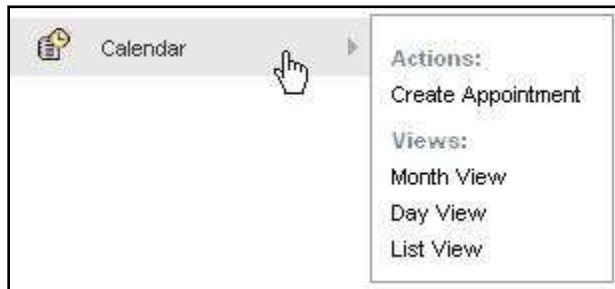 Calendar
Actions:
Create Appointment
Views:
Month View
Day View
List View